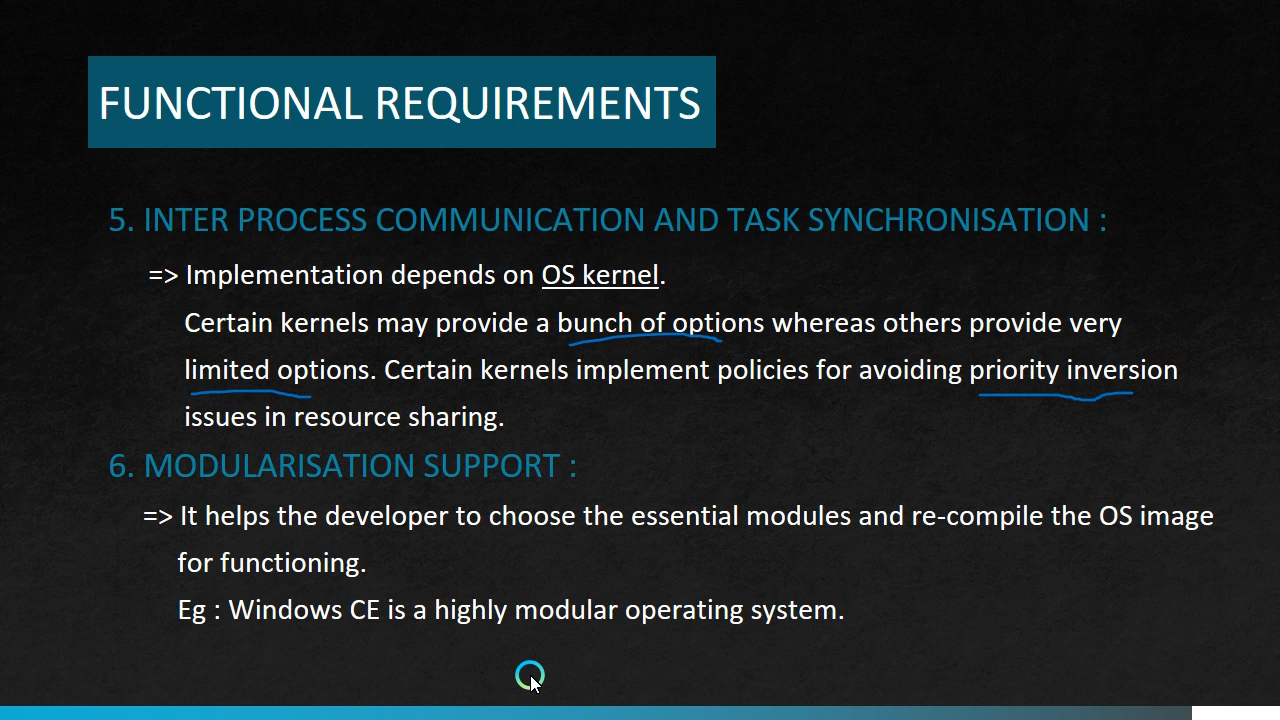 FUNCTIONAL REQUIREMENTS
5. INTER PROCESS COMMUNICATION AND TASK SYNCHRONISATION :
=> Implementation depends on OS kernel.
Certain kernels may provide a bunch of options whereas others provide very
limited options. Certain kernels implement policies for avoiding priority inversion
issues in resource sharing.
6. MODULARISATION SUPPORT :
=> It helps the developer to choose the essential modules and re-compile the OS image
for functioning.
Eg : Windows CE is a highly modular operating system.